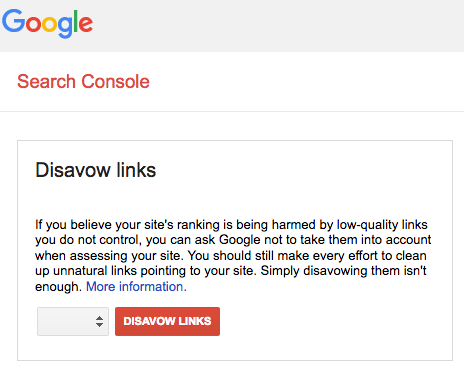 Google
Search Console
Disavow links
If you believe your site's ranking is being harmed by low-quality links
you do not control, you can ask Google not to take them into account
when assessing your site. You should still make every effort to clean
up unnatural links pointing to your site. Simply disavowing them isn't
enough. More information.
DISAVOW LINKS